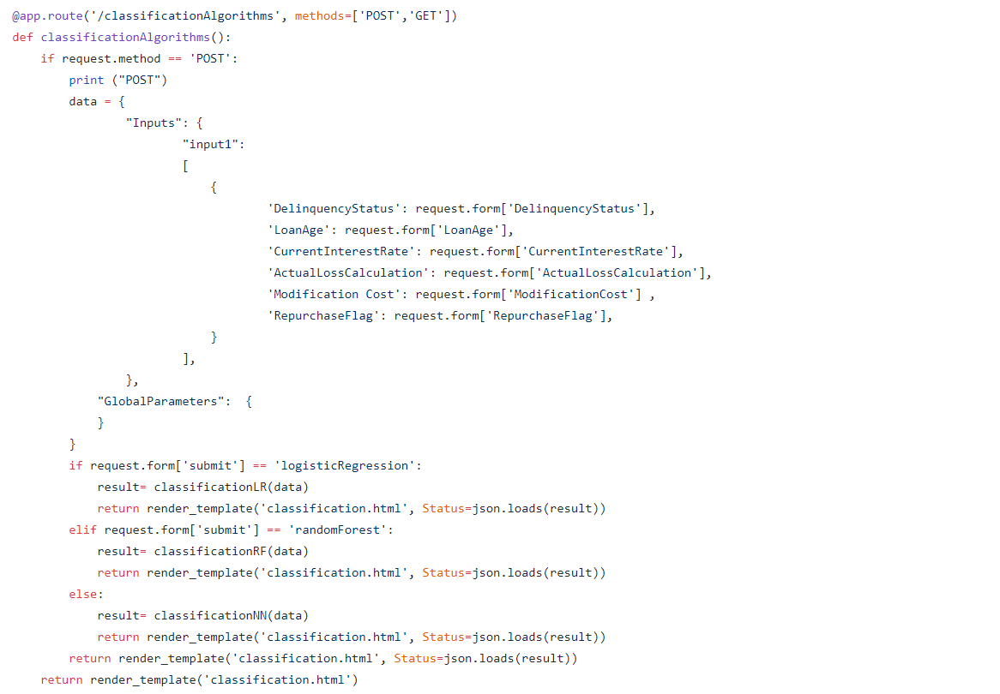 @app.route('/classificationAlgorithms', methods=['POST','GET'])
def classificationAlgorithms():
    if request.method == 'POST':
        print ("POST")
        data = {
                "Inputs": {
                        "input1":
                        [
                            {
                                    'DelinquencyStatus': request.form['DelinquencyStatus'],
                                    'LoanAge': request.form['LoanAge'],
                                    'CurrentInterestRate': request.form['CurrentInterestRate'],
                                    'ActualLossCalculation': request.form['ActualLossCalculation'],
                                    'Modification Cost': request.form['ModificationCost'] ,
                                    'RepurchaseFlag': request.form['RepurchaseFlag'],
                            }
                        ],
                },
            "GlobalParameters":  {
            }
        }
        if request.form['submit'] == 'logisticRegression':
            result= classificationLR(data)
            return render_template('classification.html', Status=json.loads(result))
        elif request.form['submit'] == 'randomForest':
            result= classificationRF(data)
            return render_template('classification.html', Status=json.loads(result))
        else:
            result= classificationNN(data)
            return render_template('classification.html', Status=json.loads(result))
        return render_template('classification.html', Status=json.loads(result))
    return render_template('classification.html')